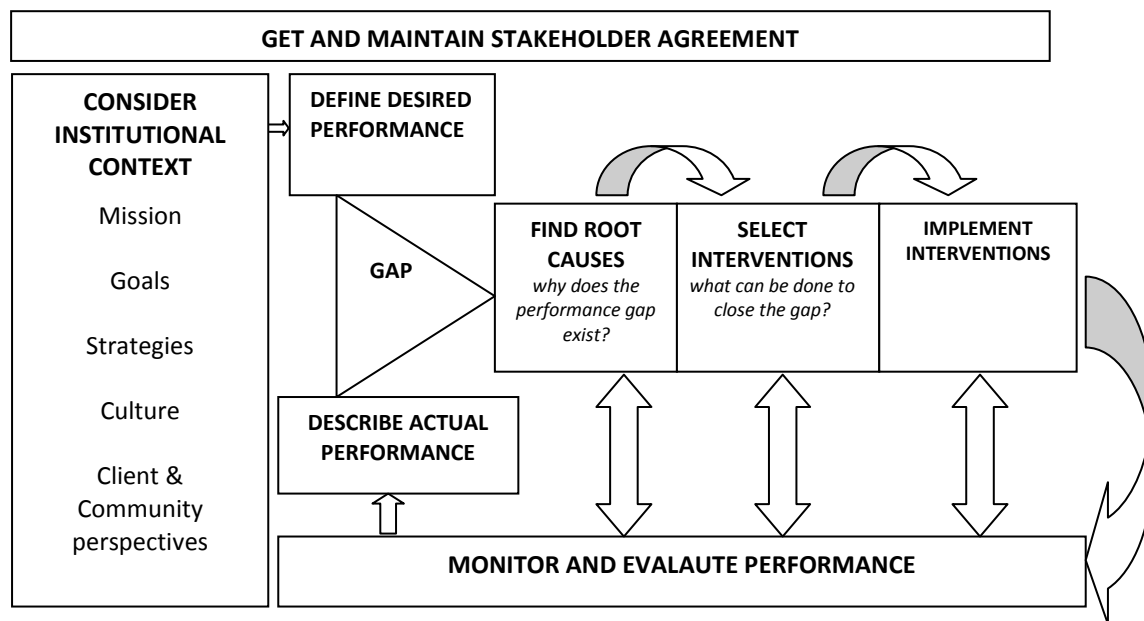 GET AND MAINTAIN STAKEHOLDER AGREEMENT
CONSIDER
INSTITUTIONAL
CONTEXT
Mission
Goals
Strategies
Culture
Client &
Community
perspectives
DEFINE DESIRED
PERFORMANCE
GAP
DESCRIBE ACTUAL
PERFORMANCE
FIND ROOT
CAUSES
why does the
performance gap
exist?
SELECT
INTERVENTIONS
what can be done to
close the gap?
IMPLEMENT
INTERVENTIONS
MONITOR AND EVALAUTE PERFORMANCE